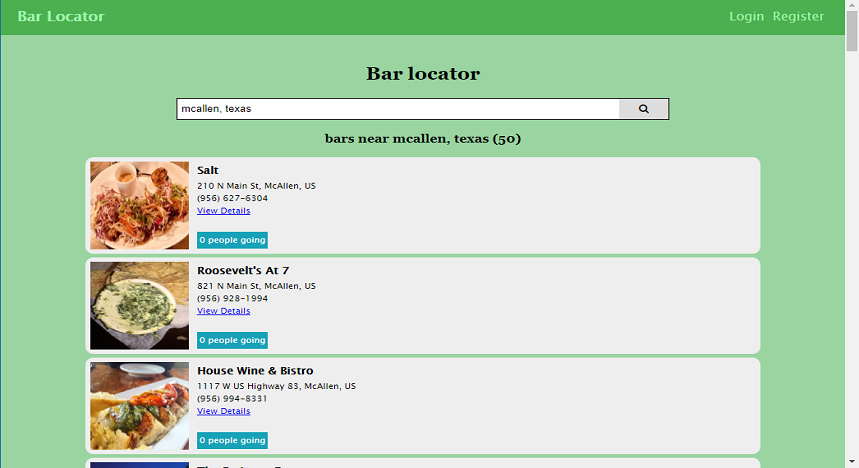 Bar Locator
Login Register
Bar locator
mcallen, texas
bars near mcallen, texas (50)
Salt
210 N Main St, McAllen, US
(956) 627-6304
View Details
0 people going
Roosevelt's At 7
821 N Main St, McAllen, US
(956) 928-1994
View Details
0 people going
House Wine & Bistro
1117 W US Highway 83, McAllen, US
(956) 994-8331
View Details
0 people going